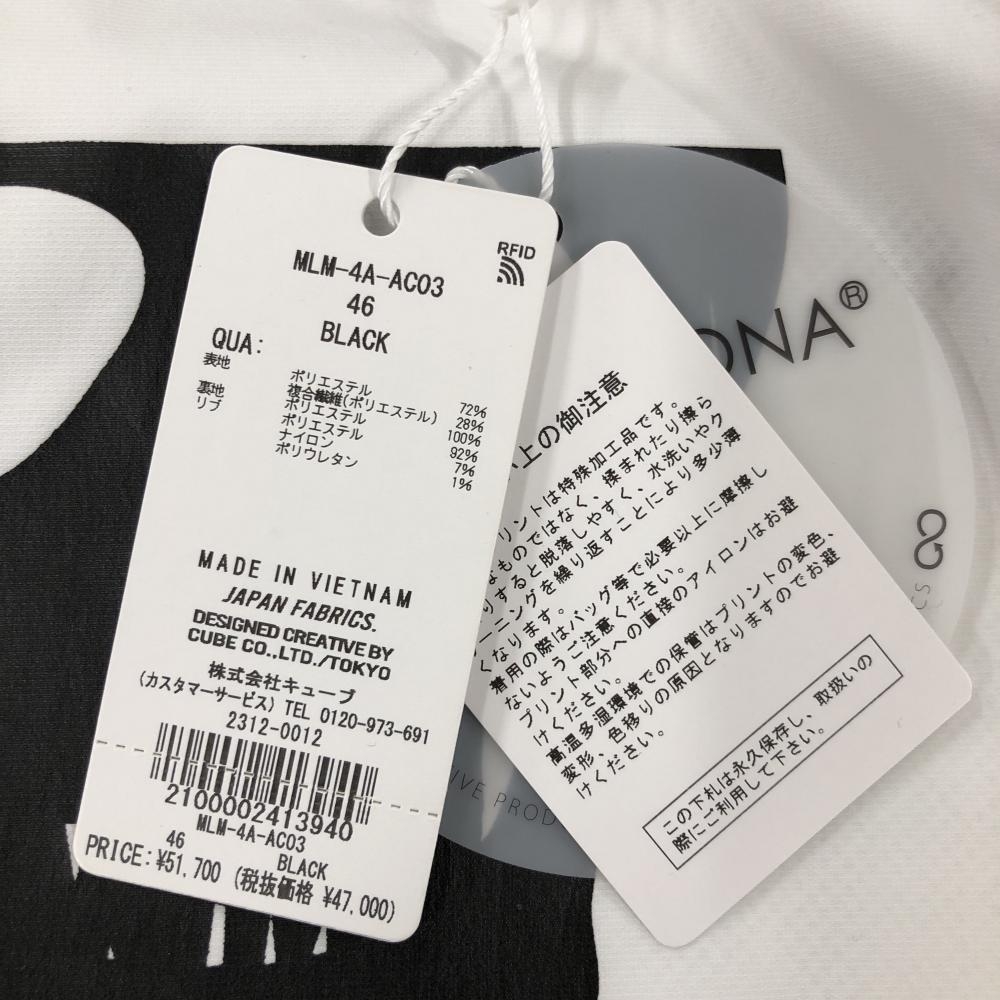 RFID
MLM-4A-AC03
46
BLACK
QUA:
表地
ポリエステル 72%
複合繊維(ポリエステル) 28%
裏地
ポリエステル 100%
リブ
ポリエステル 92%
ナイロン 7%
ポリウレタン 1%
MADE IN VIETNAM
JAPAN FABRICS.
DESIGNED CREATIVE BY
CUBE CO.,LTD./TOKYO
株式会社キューブ
(カスタマーサービス) TEL 0120-973-691
2312-0012
2100002413940
MLM-4A-AC03
46 BLACK
PRICE:¥51,700 (税抜価格 ¥47,000)
上の御注意
リントは特殊加工品です。
ものではなく、揉まれたり擦ら
りすると脱落しやすく、水洗いやク
ーニングを繰り返すことにより多少薄
くなります。
着用の際はバッグ等で必要以上に摩擦し
ないようご注意ください。
プリント部分への直接のアイロンはお避
けください。
高温多湿環境での保管はプリントの変色、
変形、色移りの原因となりますのでお避
けください。
この下札は永久保存し、取扱いの
際にご利用して下さい。
ONA®
IVE PROD
CS